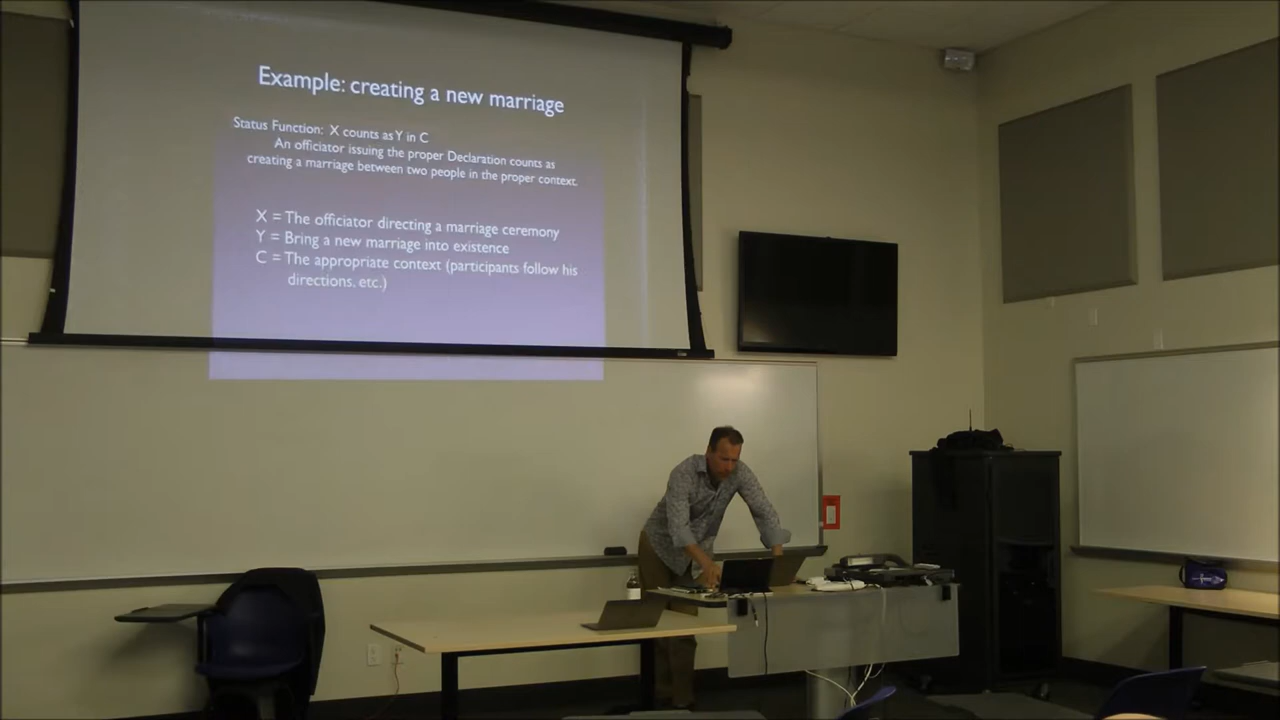 Example: creating a new marriage
Status Function: X counts as Y in C
An officiator issuing the proper Declaration counts as
creating a marriage between two people in the proper context.
X = The officiator directing a marriage ceremony
Y = Bring a new marriage into existence
C = The appropriate context (participants follow his
directions, etc.)